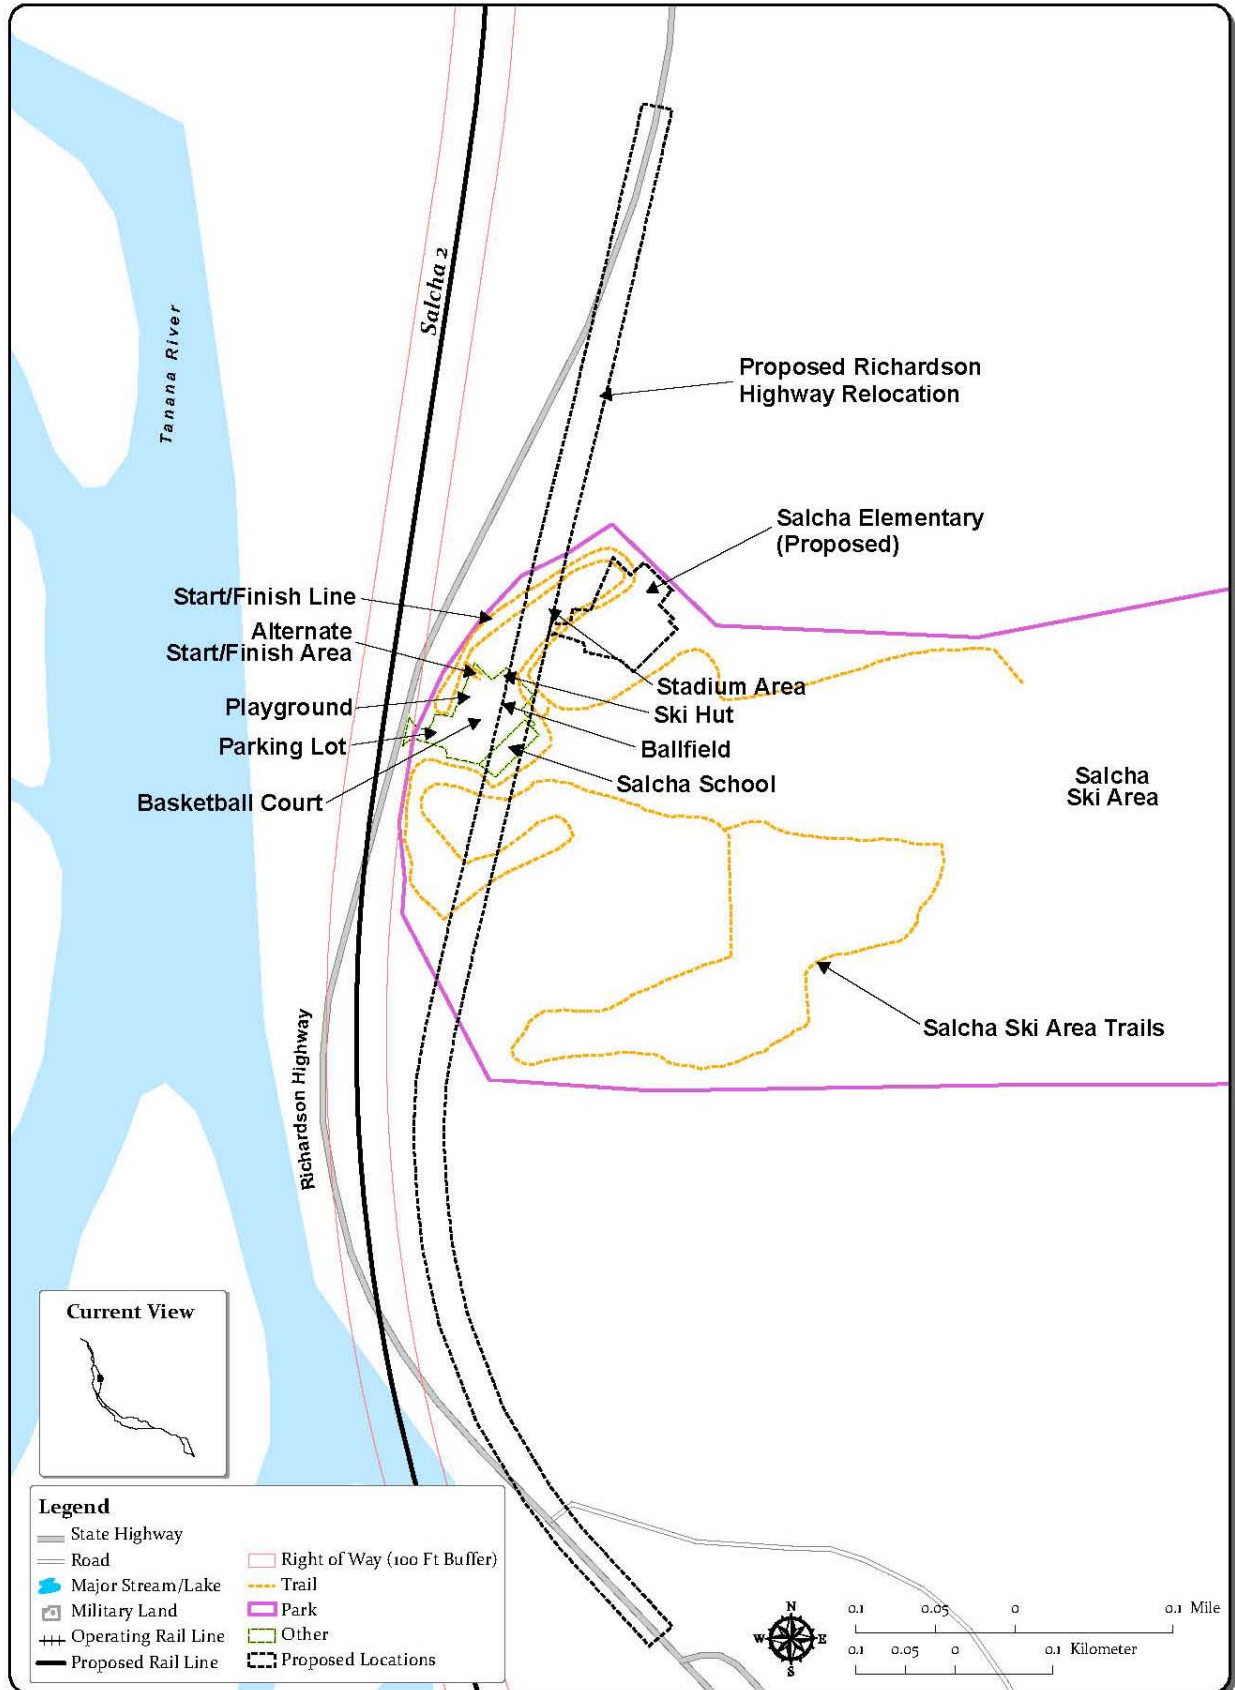 Salcha 2
Tanana River
Proposed Richardson
Highway Relocation
Salcha Elementary
(Proposed)
Start/Finish Line
Alternate
Start/Finish Area
Playground
Parking Lot
Basketball Court
Stadium Area
Ski Hut
Ballfield
Salcha School
Salcha
Ski Area
Salcha Ski Area Trails
Richardson Highway
Current View
Legend
State Highway
Road
Major Stream/Lake
Military Land
Operating Rail Line
Proposed Rail Line
Right of Way (100 Ft Buffer)
Trail
Park
Other
Proposed Locations
N
W E
S
0.1 0.05 0 0.1 Mile
0.1 0.05 0 0.1 Kilometer